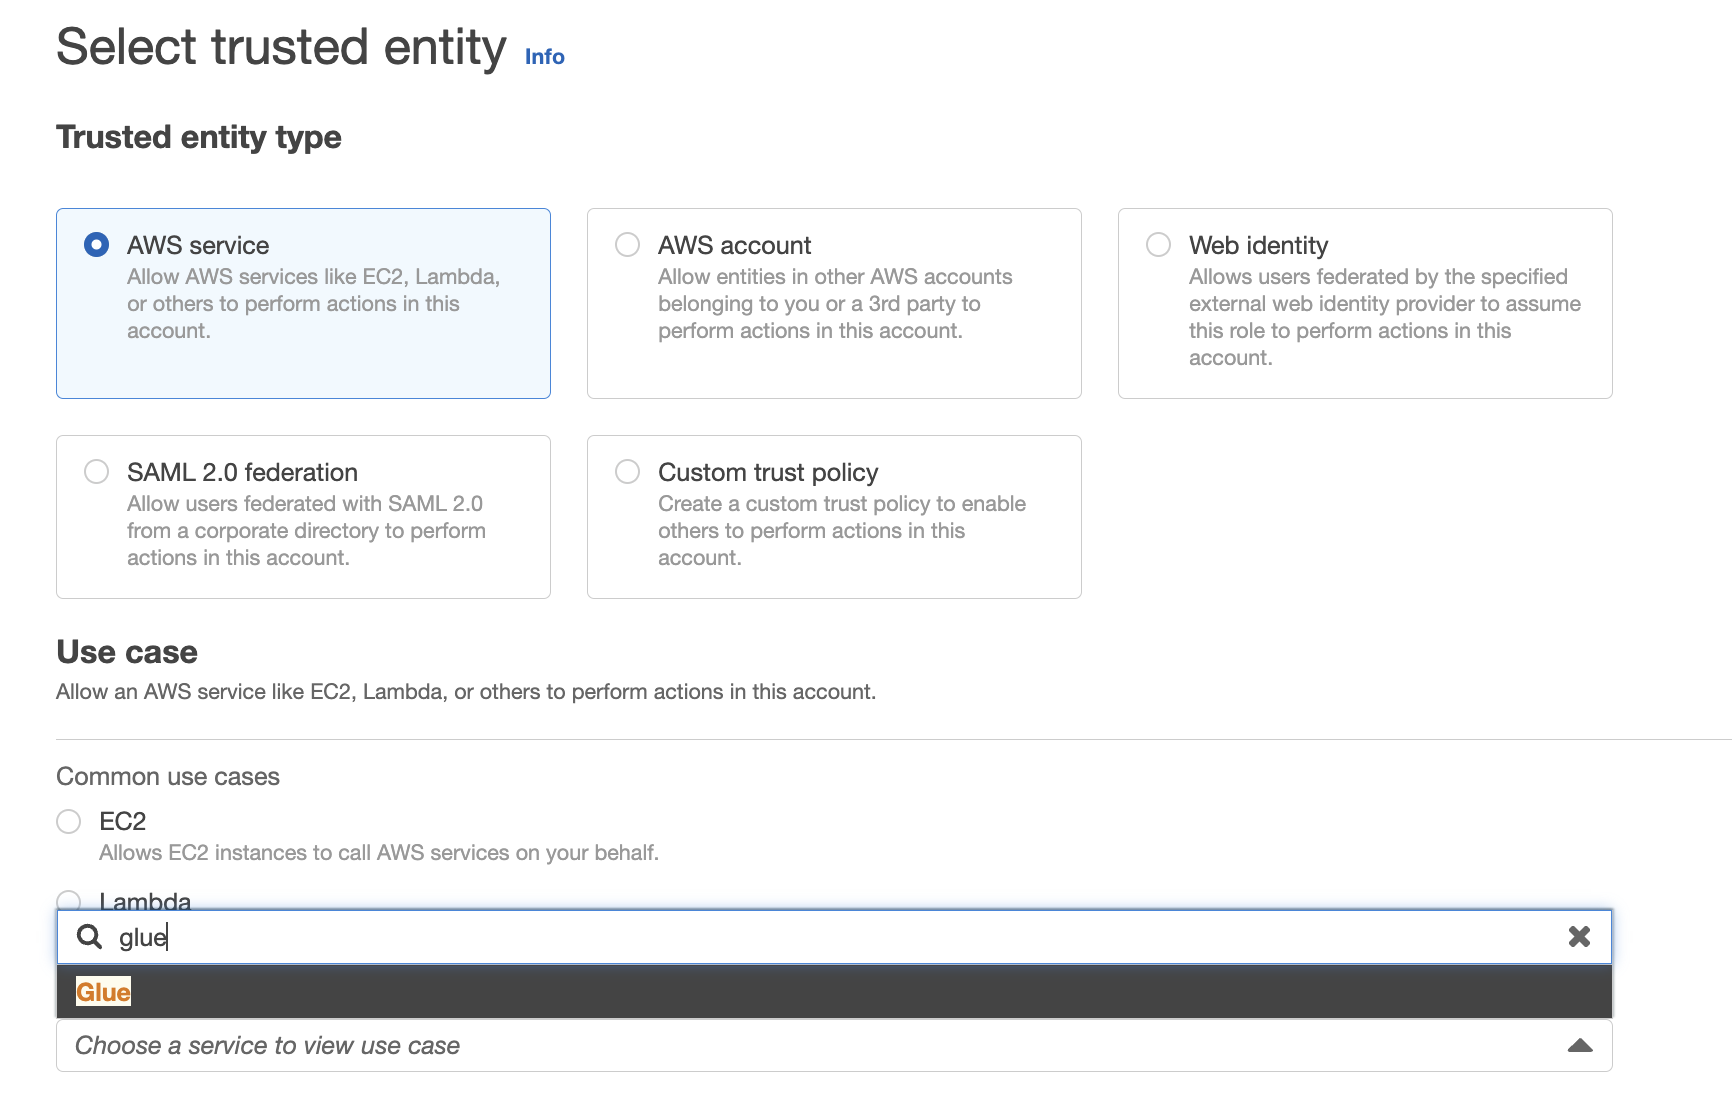 Select trusted entity Info
Trusted entity type
AWS service
Allow AWS services like EC2, Lambda,
or others to perform actions in this
account.
AWS account
Allow entities in other AWS accounts
belonging to you or a 3rd party to
perform actions in this account.
Web identity
Allows users federated by the specified
external web identity provider to assume
this role to perform actions in this
account.
SAML 2.0 federation
Allow users federated with SAML 2.0
from a corporate directory to perform
actions in this account.
Custom trust policy
Create a custom trust policy to enable
others to perform actions in this
account.
Use case
Allow an AWS service like EC2, Lambda, or others to perform actions in this account.
Common use cases
EC2
Allows EC2 instances to call AWS services on your behalf.
Lambda
glue
Glue
Choose a service to view use case